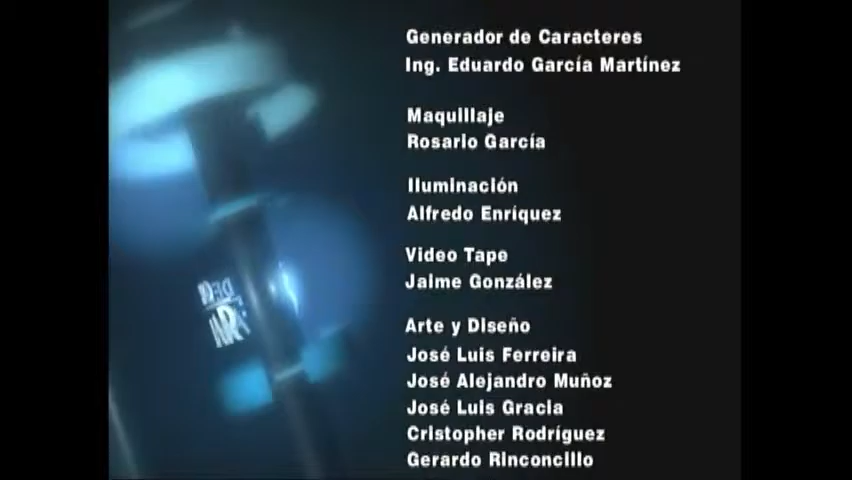 Generador de Caracteres
Ing. Eduardo García Martínez
Maquillaje
Rosario García
Iluminación
Alfredo Enríquez
Video Tape
Jaime González
Arte y Diseño
José Luis Ferreira
José Alejandro Muñoz
José Luis Gracia
Cristopher Rodríguez
Gerardo Rinconcillo